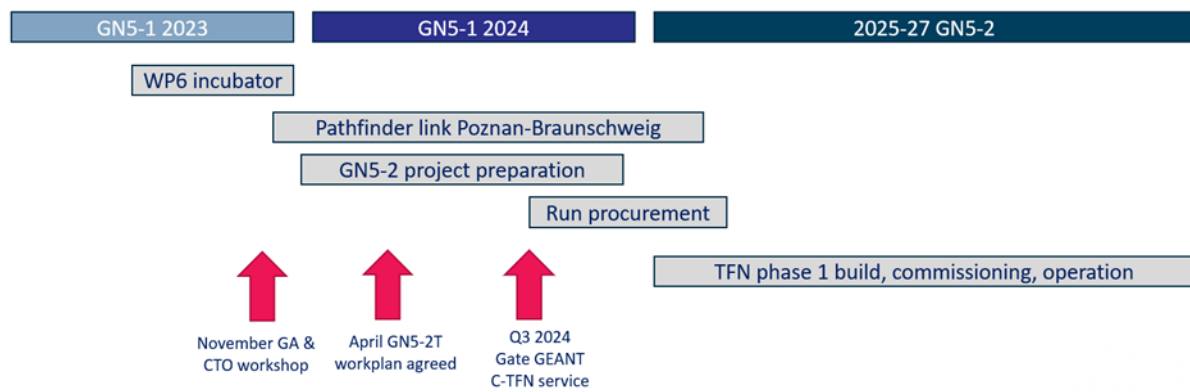 GN5-1 2023
GN5-1 2024
2025-27 GN5-2
WP6 incubator
Pathfinder link Poznan-Braunschweig
GN5-2 project preparation
Run procurement
TFN phase 1 build, commissioning, operation
November GA &
CTO workshop
April GN5-2T
workplan agreed
Q3 2024
Gate GEANT
C-TFN service